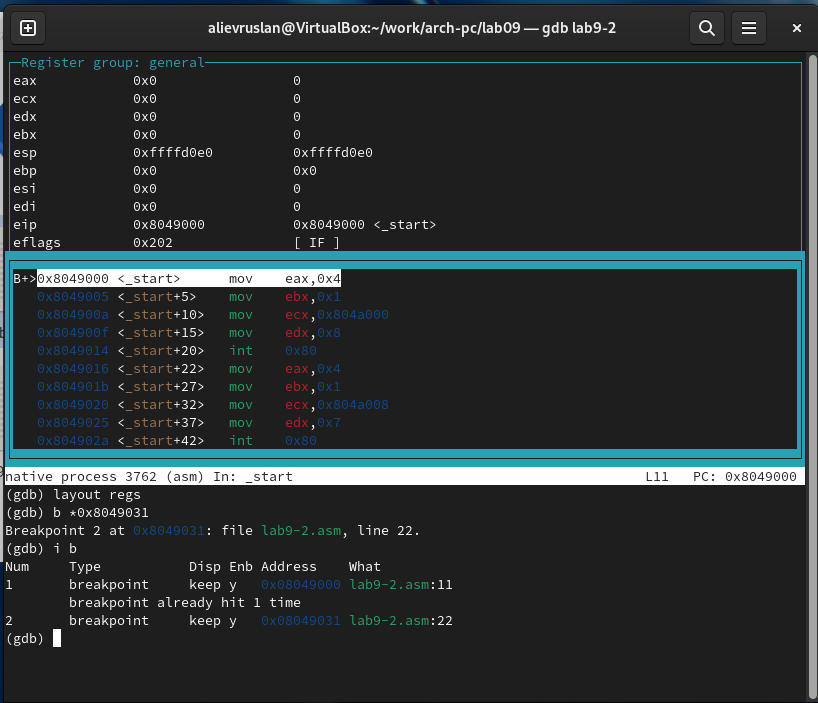 alievruslan@VirtualBox:~/work/arch-pc/lab09 — gdb lab9-2
Register group: general
eax 0x0 0
ecx 0x0 0
edx 0x0 0
ebx 0x0 0
esp 0xffffd0e0 0xffffd0e0
ebp 0x0 0x0
esi 0x0 0
edi 0x0 0
eip 0x8049000 0x8049000 <_start>
eflags 0x202 [ IF ]
B+>0x8049000 <_start> mov eax,0x4
0x8049005 <_start+5> mov ebx,0x1
0x804900a <_start+10> mov ecx,0x804a000
0x804900f <_start+15> mov edx,0x8
0x8049014 <_start+20> int 0x80
0x8049016 <_start+22> mov eax,0x4
0x804901b <_start+27> mov ebx,0x1
0x8049020 <_start+32> mov ecx,0x804a008
0x8049025 <_start+37> mov edx,0x7
0x804902a <_start+42> int 0x80
native process 3762 (asm) In: _start L11 PC: 0x8049000
(gdb) layout regs
(gdb) b *0x8049031
Breakpoint 2 at 0x8049031: file lab9-2.asm, line 22.
(gdb) i b
Num Type Disp Enb Address What
1 breakpoint keep y 0x08049000 lab9-2.asm:11
breakpoint already hit 1 time
2 breakpoint keep y 0x08049031 lab9-2.asm:22
(gdb)